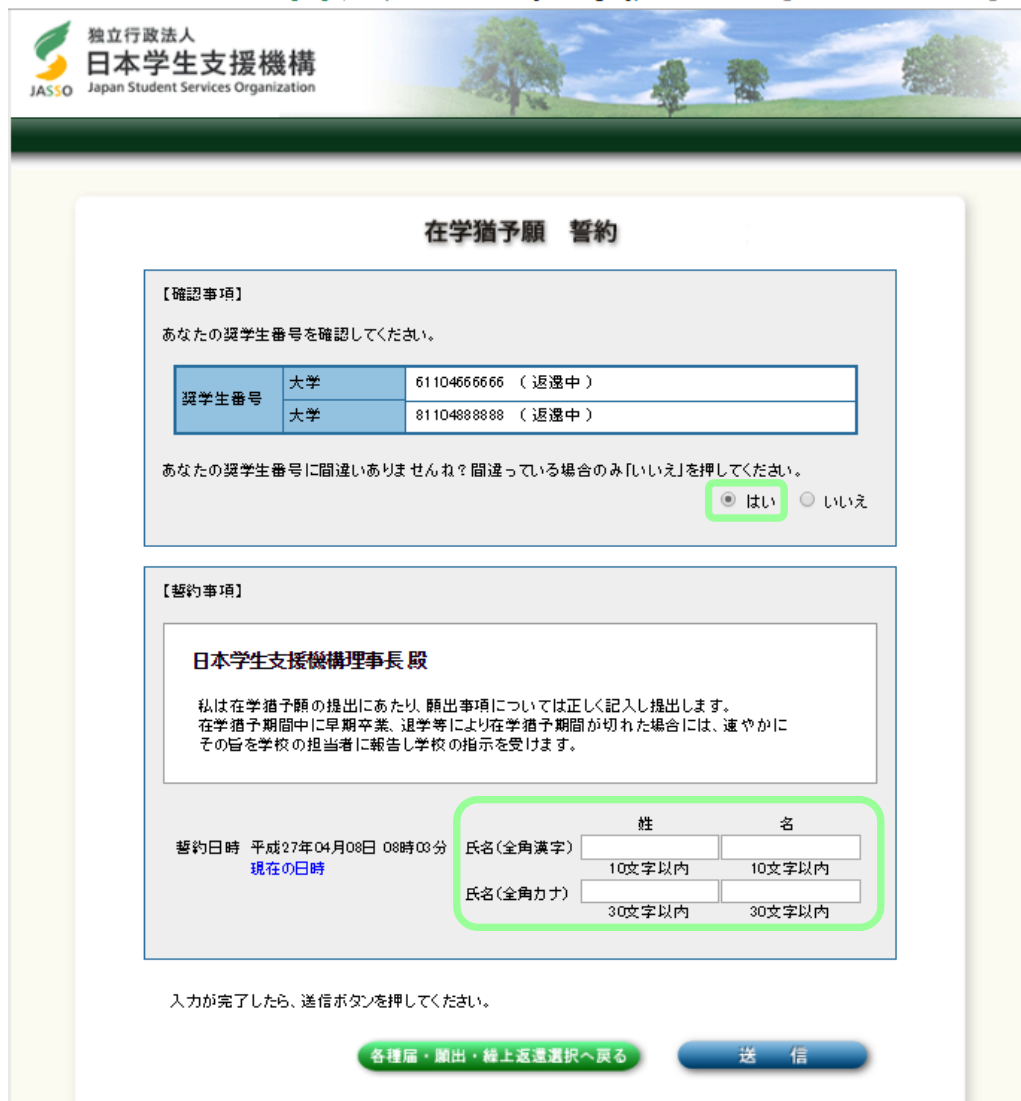 独立行政法人
日本学生支援機構
JASSO Japan Student Services Organization
在学猶予願　誓約
【確認事項】
あなたの奨学生番号を確認してください。
奨学生番号
大学 61104666666 （返還中）
大学 81104888888 （返還中）
あなたの奨学生番号に間違いありませんね？間違っている場合のみ「いいえ」を押してください。
はい いいえ
【誓約事項】
日本学生支援機構理事長 殿
私は在学猶予願の提出にあたり、願出事項については正しく記入し提出します。
在学猶予期間中に早期卒業、退学等により在学猶予期間が切れた場合には、速やかに
その旨を学校の担当者に報告し学校の指示を受けます。
姓 名
誓約日時 平成27年04月08日 08時03分 氏名（全角漢字）
現在の日時
10文字以内 10文字以内
氏名（全角カナ）
30文字以内 30文字以内
入力が完了したら、送信ボタンを押してください。
各種届・願出・繰上返還選択へ戻る 送　信